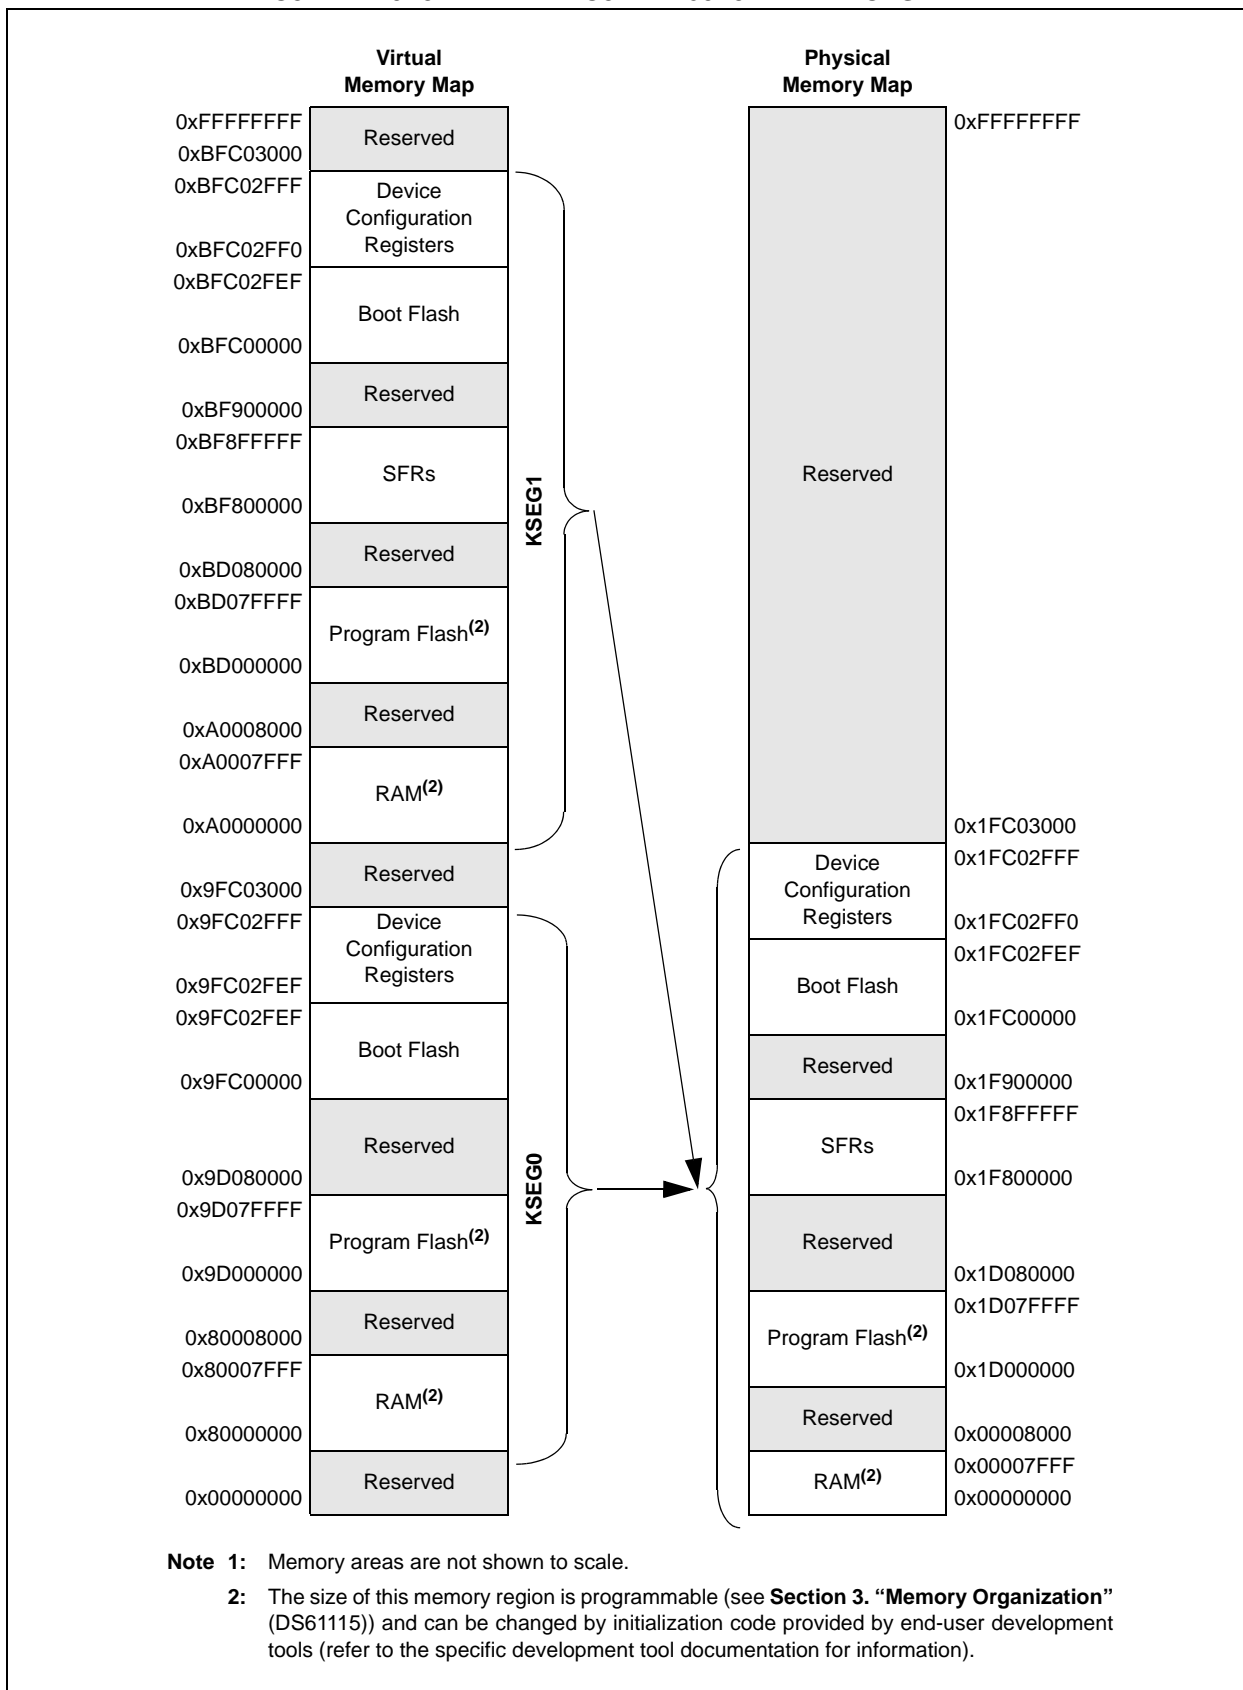 Virtual
Memory Map
0xFFFFFFFF
Reserved
0xBFC03000
0xBFC02FFF
Device
Configuration
Registers
0xBFC02FF0
0xBFC02FEF
Boot Flash
0xBFC00000
Reserved
0xBF900000
0xBF8FFFFF
SFRs
0xBF800000
Reserved
0xBD080000
0xBD07FFFF
Program Flash(2)
0xBD000000
Reserved
0xA0008000
0xA0007FFF
RAM(2)
0xA0000000
Reserved
0x9FC03000
0x9FC02FFF
Device
Configuration
Registers
0x9FC02FEF
0x9FC02FEF
Boot Flash
0x9FC00000
Reserved
0x9D080000
0x9D07FFFF
Program Flash(2)
0x9D000000
Reserved
0x80008000
0x80007FFF
RAM(2)
0x80000000
Reserved
0x00000000
KSEG1
KSEG0
Physical
Memory Map
0xFFFFFFFF
Reserved
0x1FC03000
0x1FC02FFF
Device
Configuration
Registers
0x1FC02FF0
0x1FC02FEF
Boot Flash
0x1FC00000
Reserved
0x1F900000
0x1F8FFFFF
SFRs
0x1F800000
Reserved
0x1D080000
0x1D07FFFF
Program Flash(2)
0x1D000000
Reserved
0x00008000
0x00007FFF
RAM(2)
0x00000000
Note 1: Memory areas are not shown to scale.
2: The size of this memory region is programmable (see Section 3. “Memory Organization”
(DS61115)) and can be changed by initialization code provided by end-user development
tools (refer to the specific development tool documentation for information).